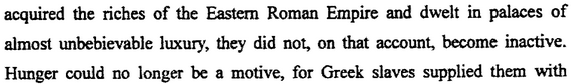 acquired the riches of the Eastern Roman Empire and dwelt in palaces of
almost unbebievable luxury, they did not, on that account, become inactive.
Hunger could no longer be a motive, for Greek slaves supplied them with